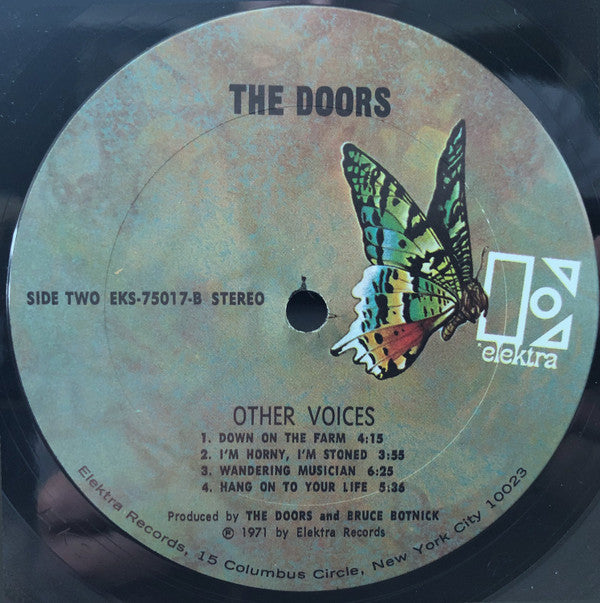 THE DOORS
SIDE TWO EKS-75017-B STEREO
elektra
OTHER VOICES
1. DOWN ON THE FARM 4:15
2. I'M HORNY, I'M STONED 3:55
3. WANDERING MUSICIAN 6:25
4. HANG ON TO YOUR LIFE 5:36
Produced by THE DOORS and BRUCE BOTNICK
℗ 1971 by Elektra Records
Elektra Records, 15 Columbus Circle, New York City 10023